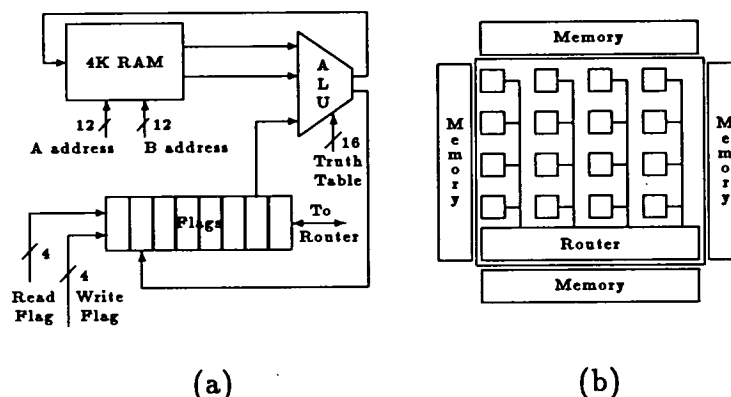 4K RAM
A
L
U
12
12
A address
B address
16
Truth
Table
Flags
To
Router
4
4
Read
Flag
Write
Flag
(a)
Memory
M
e
m
o
r
y
M
e
m
o
r
y
Router
Memory
(b)